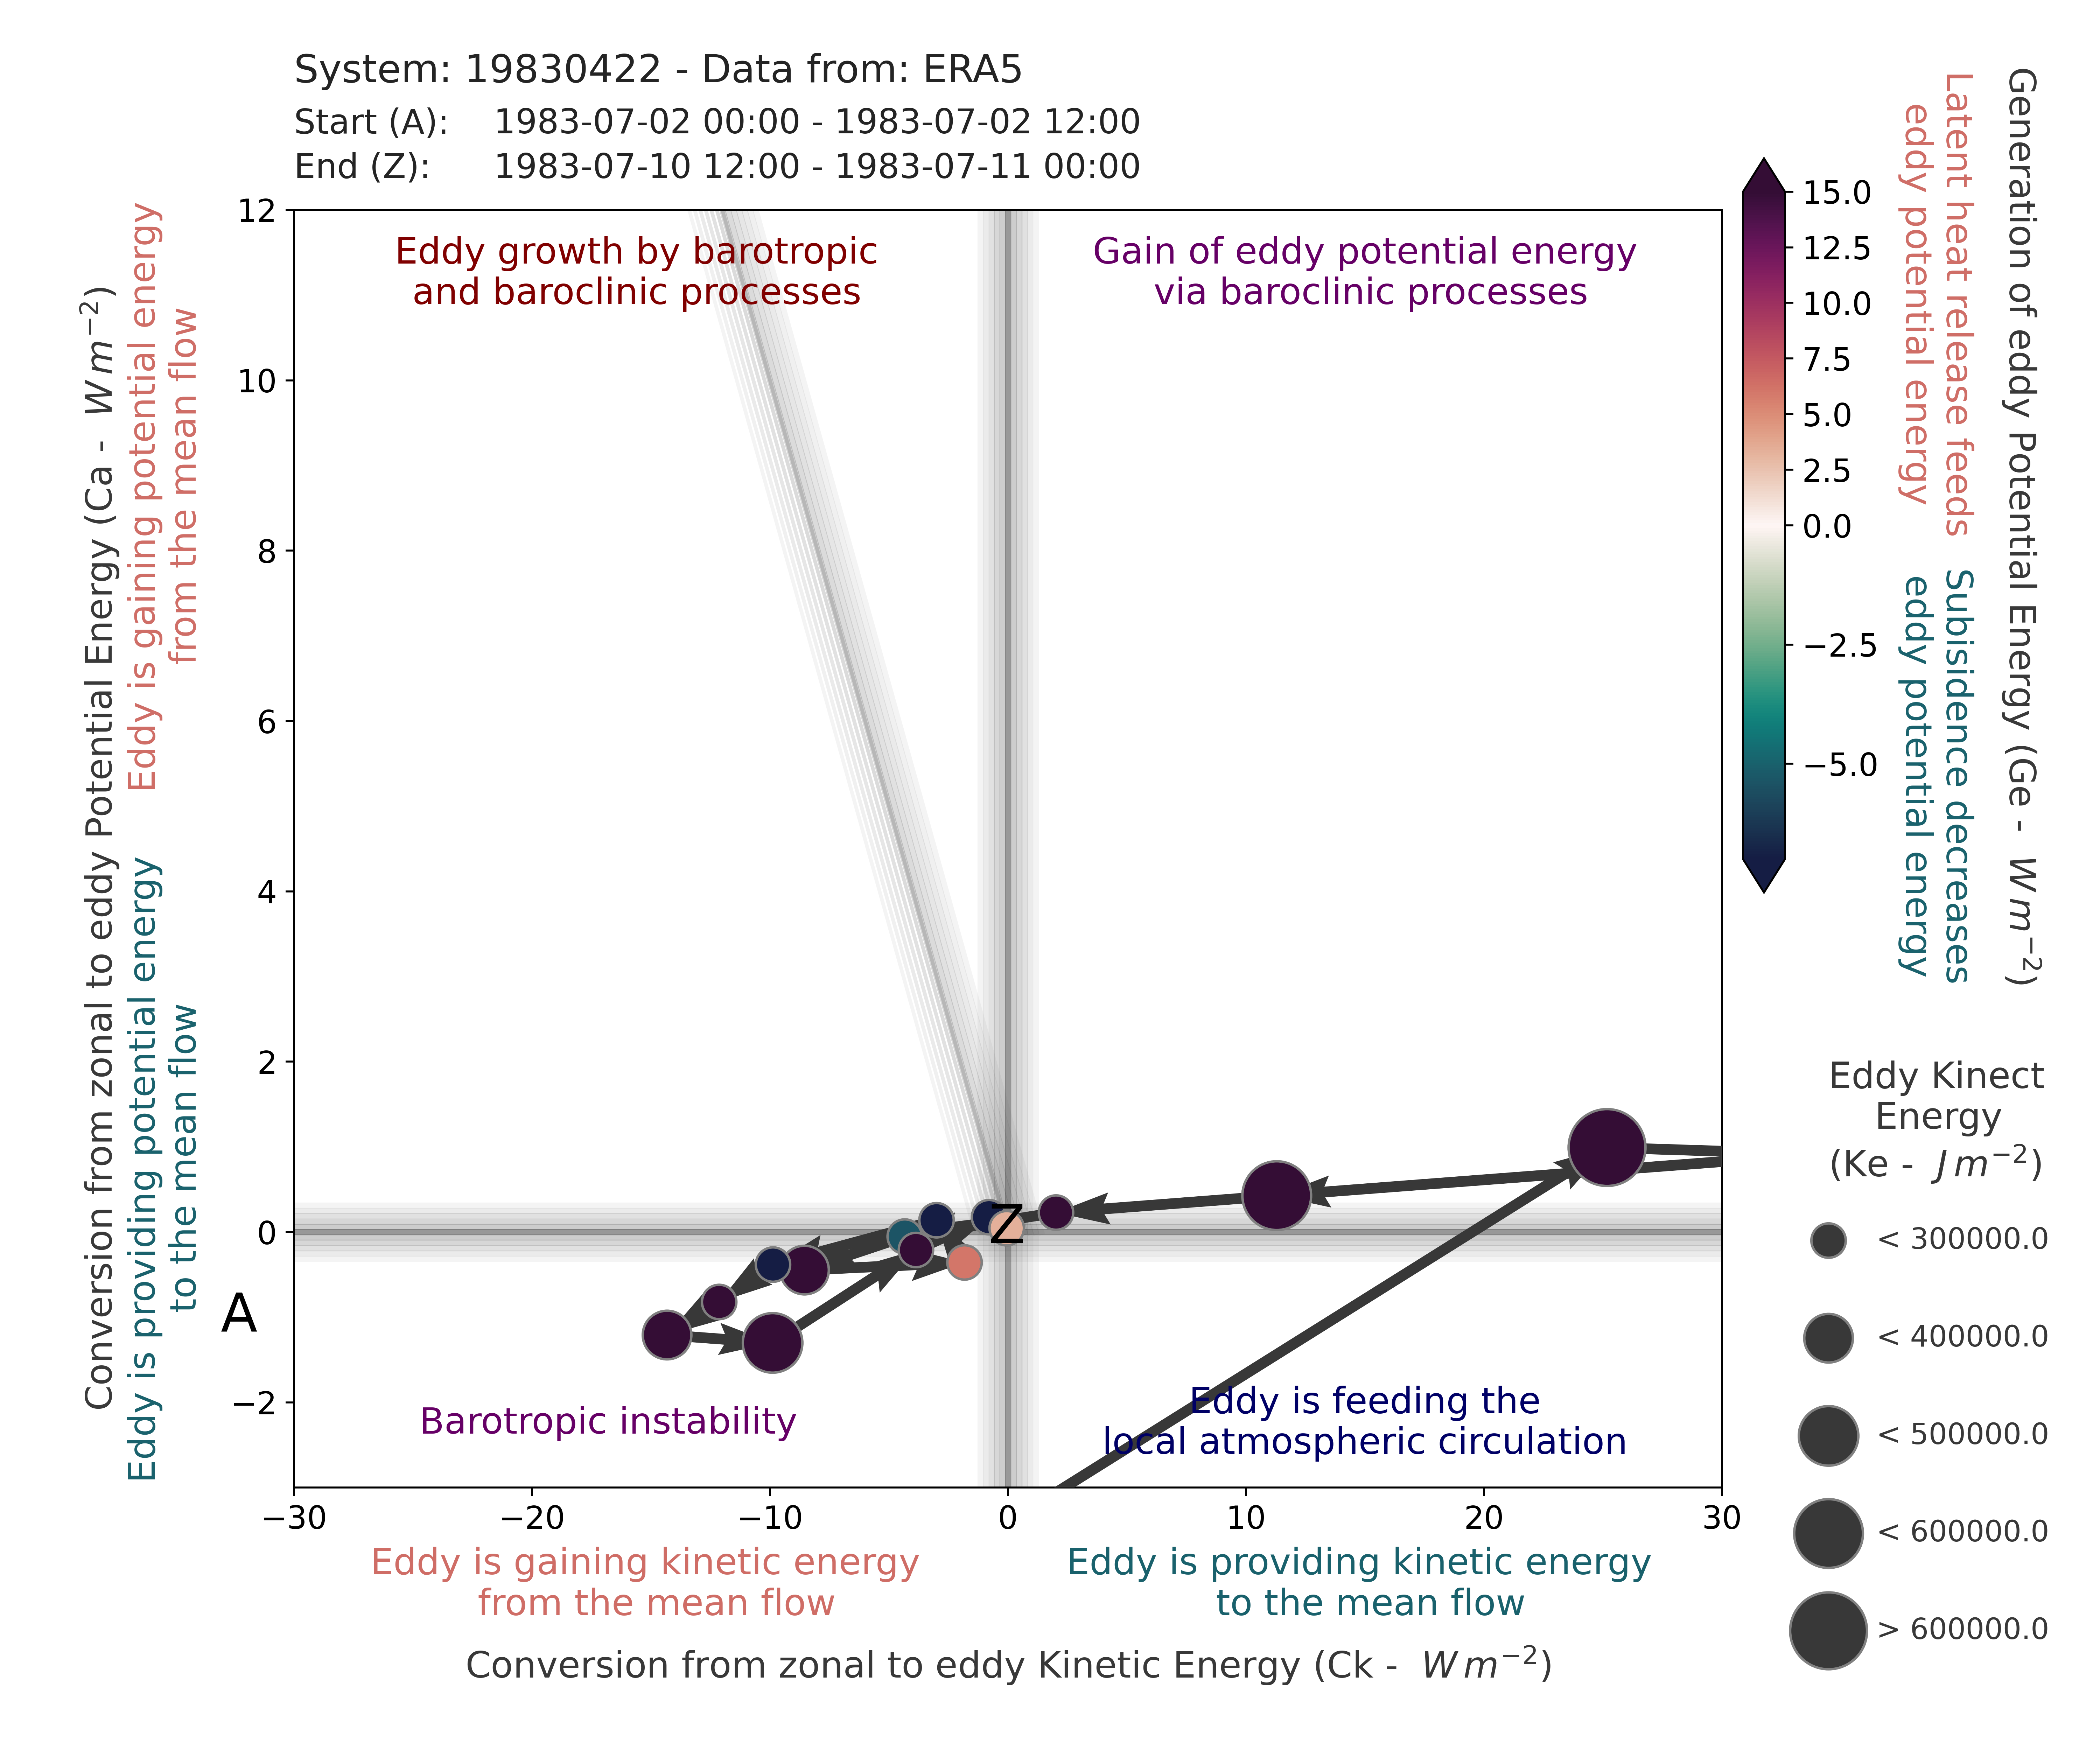 System: 19830422 - Data from: ERA5
Start (A): 1983-07-02 00:00 - 1983-07-02 12:00
End (Z): 1983-07-10 12:00 - 1983-07-11 00:00
Conversion from zonal to eddy Potential Energy (Ca - W m⁻²)
Eddy is gaining potential energy
from the mean flow
Eddy is providing potential energy
to the mean flow
12
10
8
6
4
2
0
−2
Eddy growth by barotropic
and baroclinic processes
Gain of eddy potential energy
via baroclinic processes
Z
A
Barotropic instability
Eddy is feeding the
local atmospheric circulation
−30
−20
−10
0
10
20
30
Eddy is gaining kinetic energy
from the mean flow
Eddy is providing kinetic energy
to the mean flow
Conversion from zonal to eddy Kinetic Energy (Ck - W m⁻²)
15.0
12.5
10.0
7.5
5.0
2.5
0.0
−2.5
−5.0
Latent heat release feeds
eddy potential energy
Subisidence decreases
eddy potential energy
Generation of eddy Potential Energy (Ge - W m⁻²)
Eddy Kinect
Energy
(Ke - J m⁻²)
< 300000.0
< 400000.0
< 500000.0
< 600000.0
> 600000.0